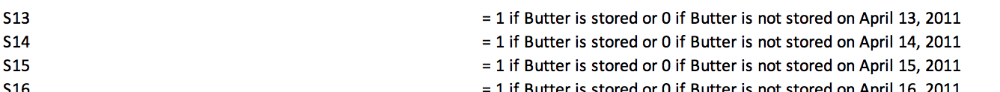 S13 = 1 if Butter is stored or 0 if Butter is not stored on April 13, 2011
S14 = 1 if Butter is stored or 0 if Butter is not stored on April 14, 2011
S15 = 1 if Butter is stored or 0 if Butter is not stored on April 15, 2011
S16 = 1 if Butter is stored or 0 if Butter is not stored on April 16, 2011